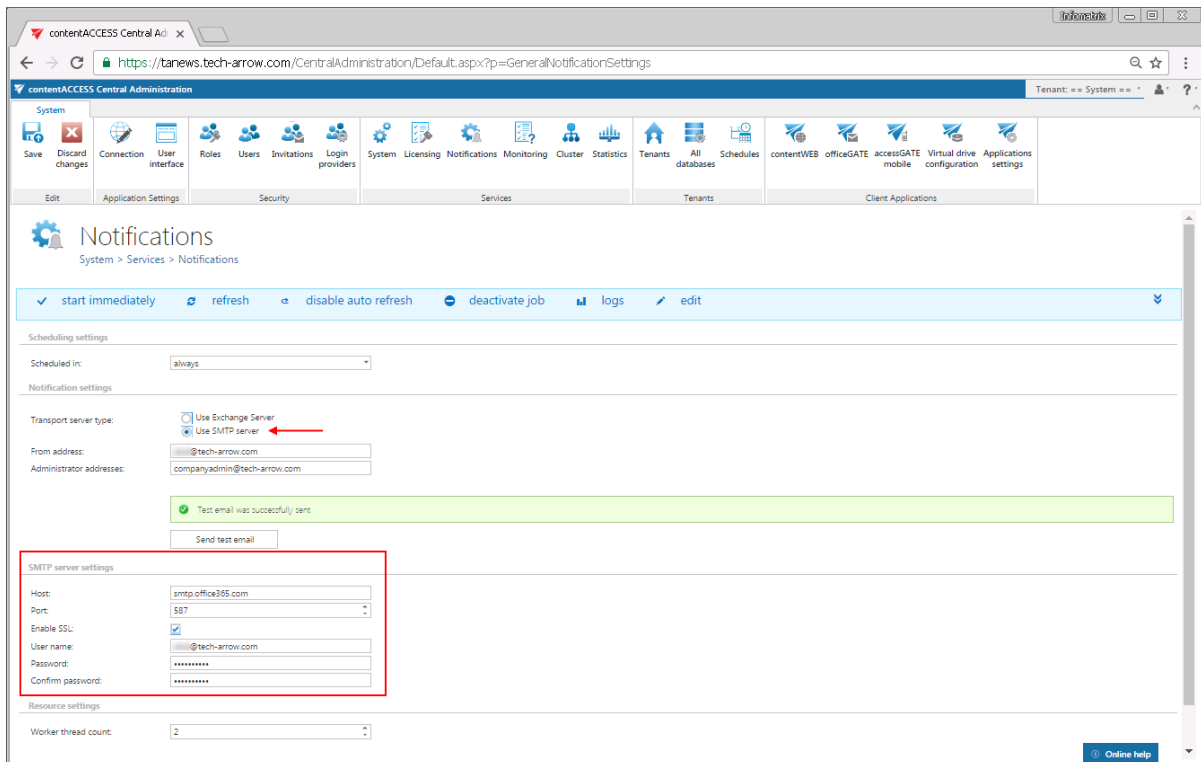 Infometrix
contentACCESS Central Ad
https://tanews.tech-arrow.com/CentralAdministration/Default.aspx?p=GeneralNotificationSettings
contentACCESS Central Administration
Tenant: == System ==
?
System
Save
Discard changes
Connection
User interface
Roles
Users
Invitations
Login providers
System
Licensing
Notifications
Monitoring
Cluster
Statistics
Tenants
All databases
Schedules
contentWEB
officeGATE
accessGATE mobile
Virtual drive configuration
Applications settings
Edit
Application Settings
Security
Services
Tenants
Client Applications
Notifications
System > Services > Notifications
start immediately
refresh
disable auto refresh
deactivate job
logs
edit
Scheduling settings
Scheduled in: always
Notification settings
Transport server type:
Use Exchange Server
Use SMTP server
From address: @tech-arrow.com
Administrator addresses: companyadmin@tech-arrow.com
Test email was successfully sent
Send test email
SMTP server settings
Host: smtp.office365.com
Port: 587
Enable SSL:
User name: @tech-arrow.com
Password: ••••••••••
Confirm password: ••••••••••
Resource settings
Worker thread count: 2
Online help